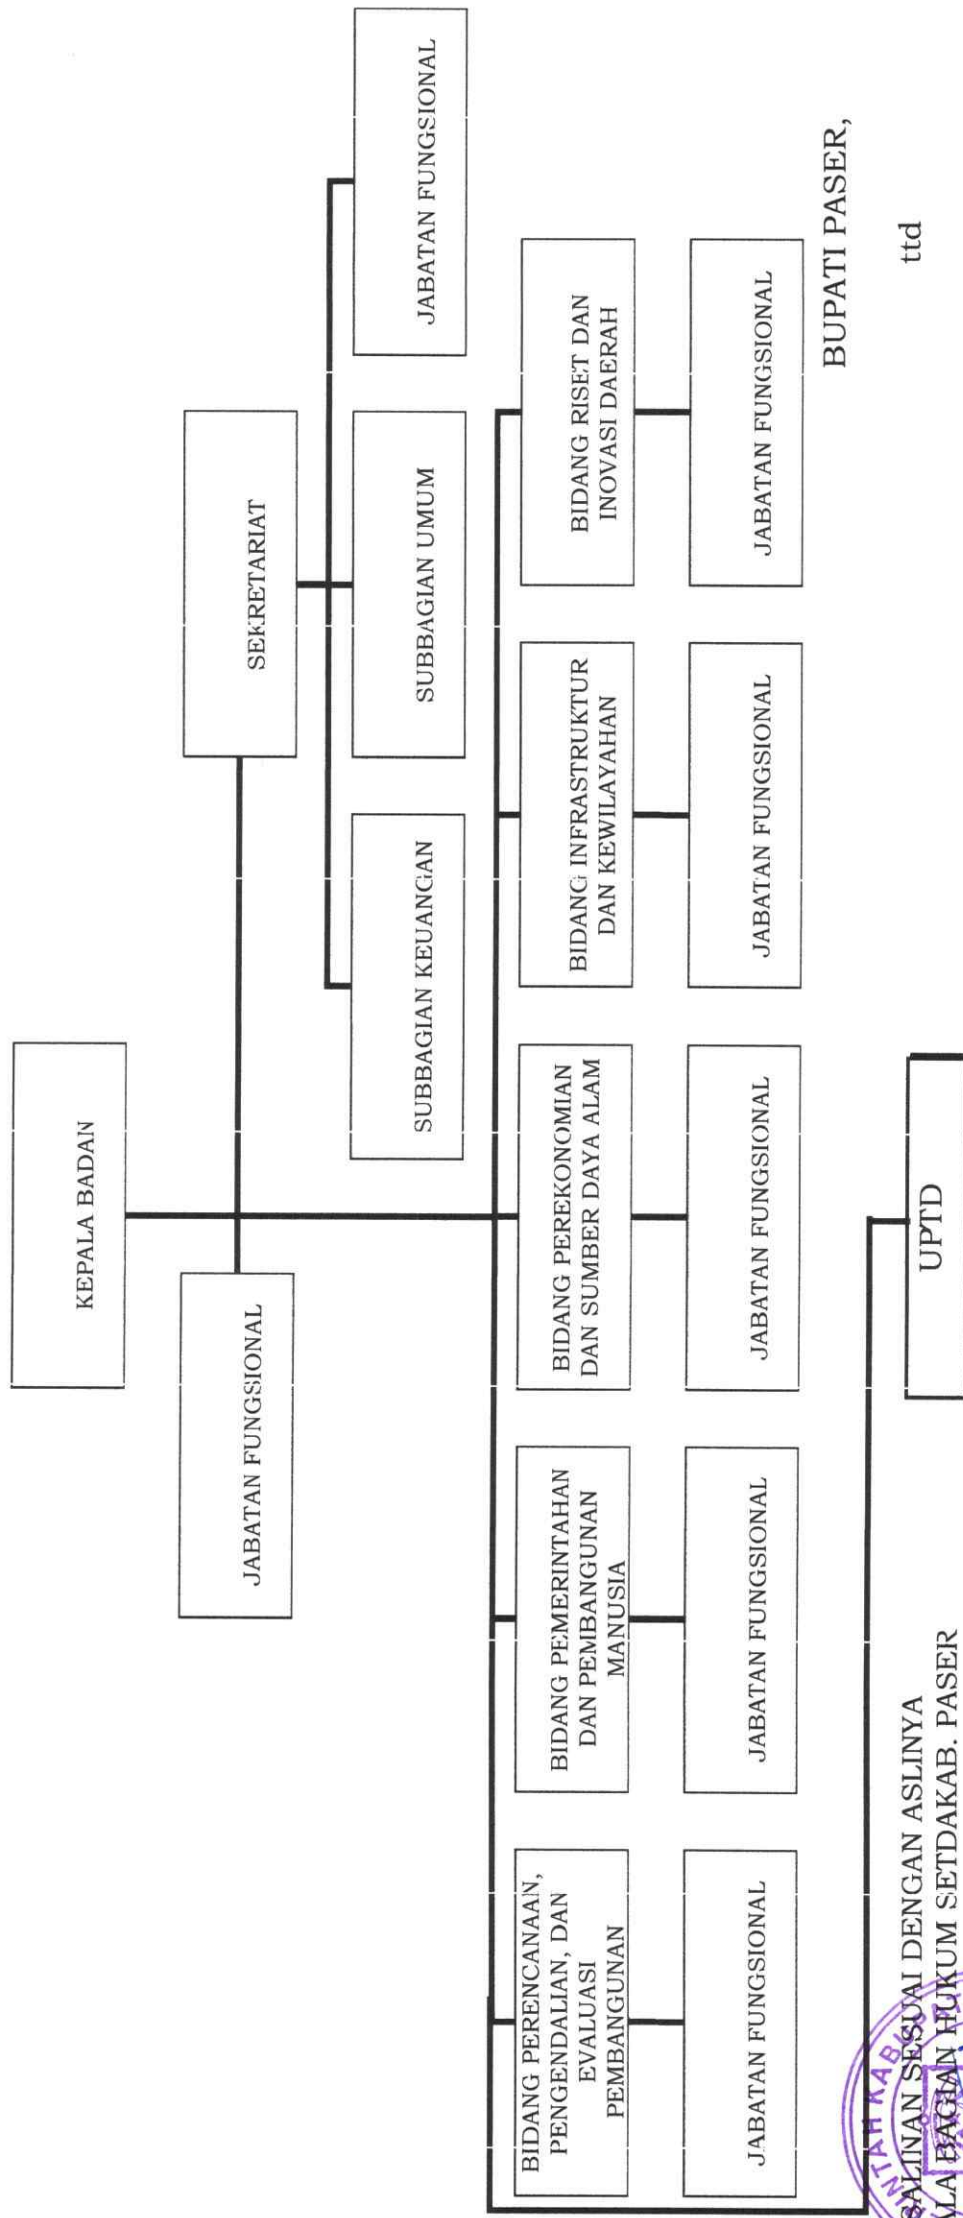 KEPALA BADAN
JABATAN FUNGSIONAL
SEKRETARIAT
SUBBAGIAN KEUANGAN
SUBBAGIAN UMUM
JABATAN FUNGSIONAL
BIDANG PERENCANAAN,
PENGENDALIAN, DAN
EVALUASI
PEMBANGUNAN
BIDANG PEMERINTAHAN
DAN PEMBANGUNAN
MANUSIA
BIDANG PEREKONOMIAN
DAN SUMBER DAYA ALAM
BIDANG INFRASTRUKTUR
DAN KEWILAYAHAN
BIDANG RISET DAN
INOVASI DAERAH
JABATAN FUNGSIONAL
JABATAN FUNGSIONAL
JABATAN FUNGSIONAL
JABATAN FUNGSIONAL
JABATAN FUNGSIONAL
UPTD
BUPATI PASER,
ttd
SALINAN SESUAI DENGAN ASLINYA
BAGIAN HUKUM SETDAKAB. PASER